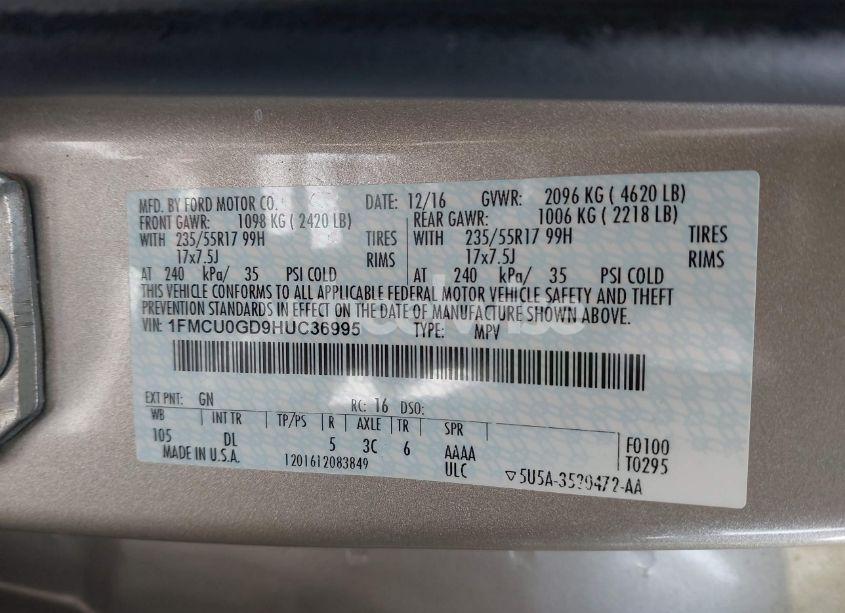 MFD. BY FORD MOTOR CO. DATE: 12/16 GVWR: 2096 KG ( 4620 LB)
FRONT GAWR: 1098 KG ( 2420 LB) REAR GAWR: 1006 KG ( 2218 LB)
WITH 235/55R17 99H TIRES WITH 235/55R17 99H TIRES
17x7.5J RIMS 17x7.5J RIMS
AT 240 kPa/ 35 PSI COLD AT 240 kPa/ 35 PSI COLD
THIS VEHICLE CONFORMS TO ALL APPLICABLE FEDERAL MOTOR VEHICLE SAFETY AND THEFT
PREVENTION STANDARDS IN EFFECT ON THE DATE OF MANUFACTURE SHOWN ABOVE.
VIN: 1FMCU0GD9HUC36995 TYPE: MPV
EXT PNT: GN RC: 16 DSO:
WB INT TR TP/PS R AXLE TR SPR
105 DL 5 3C 6 AAAA F0100
MADE IN U.S.A. 1201612083849 ULC T0295
▽5U5A-3520472-AA